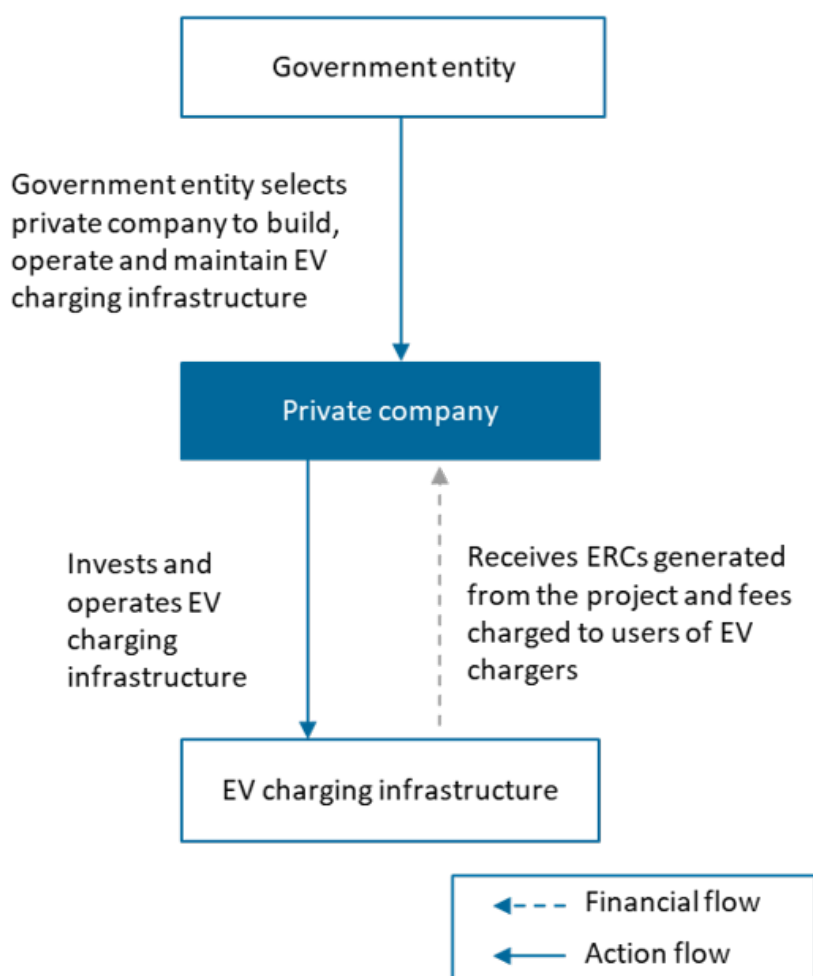 Government entity
Government entity selects
private company to build,
operate and maintain EV
charging infrastructure
Private company
Invests and
operates EV
charging
infrastructure
Receives ERCs generated
from the project and fees
charged to users of EV
chargers
EV charging infrastructure
Financial flow
Action flow